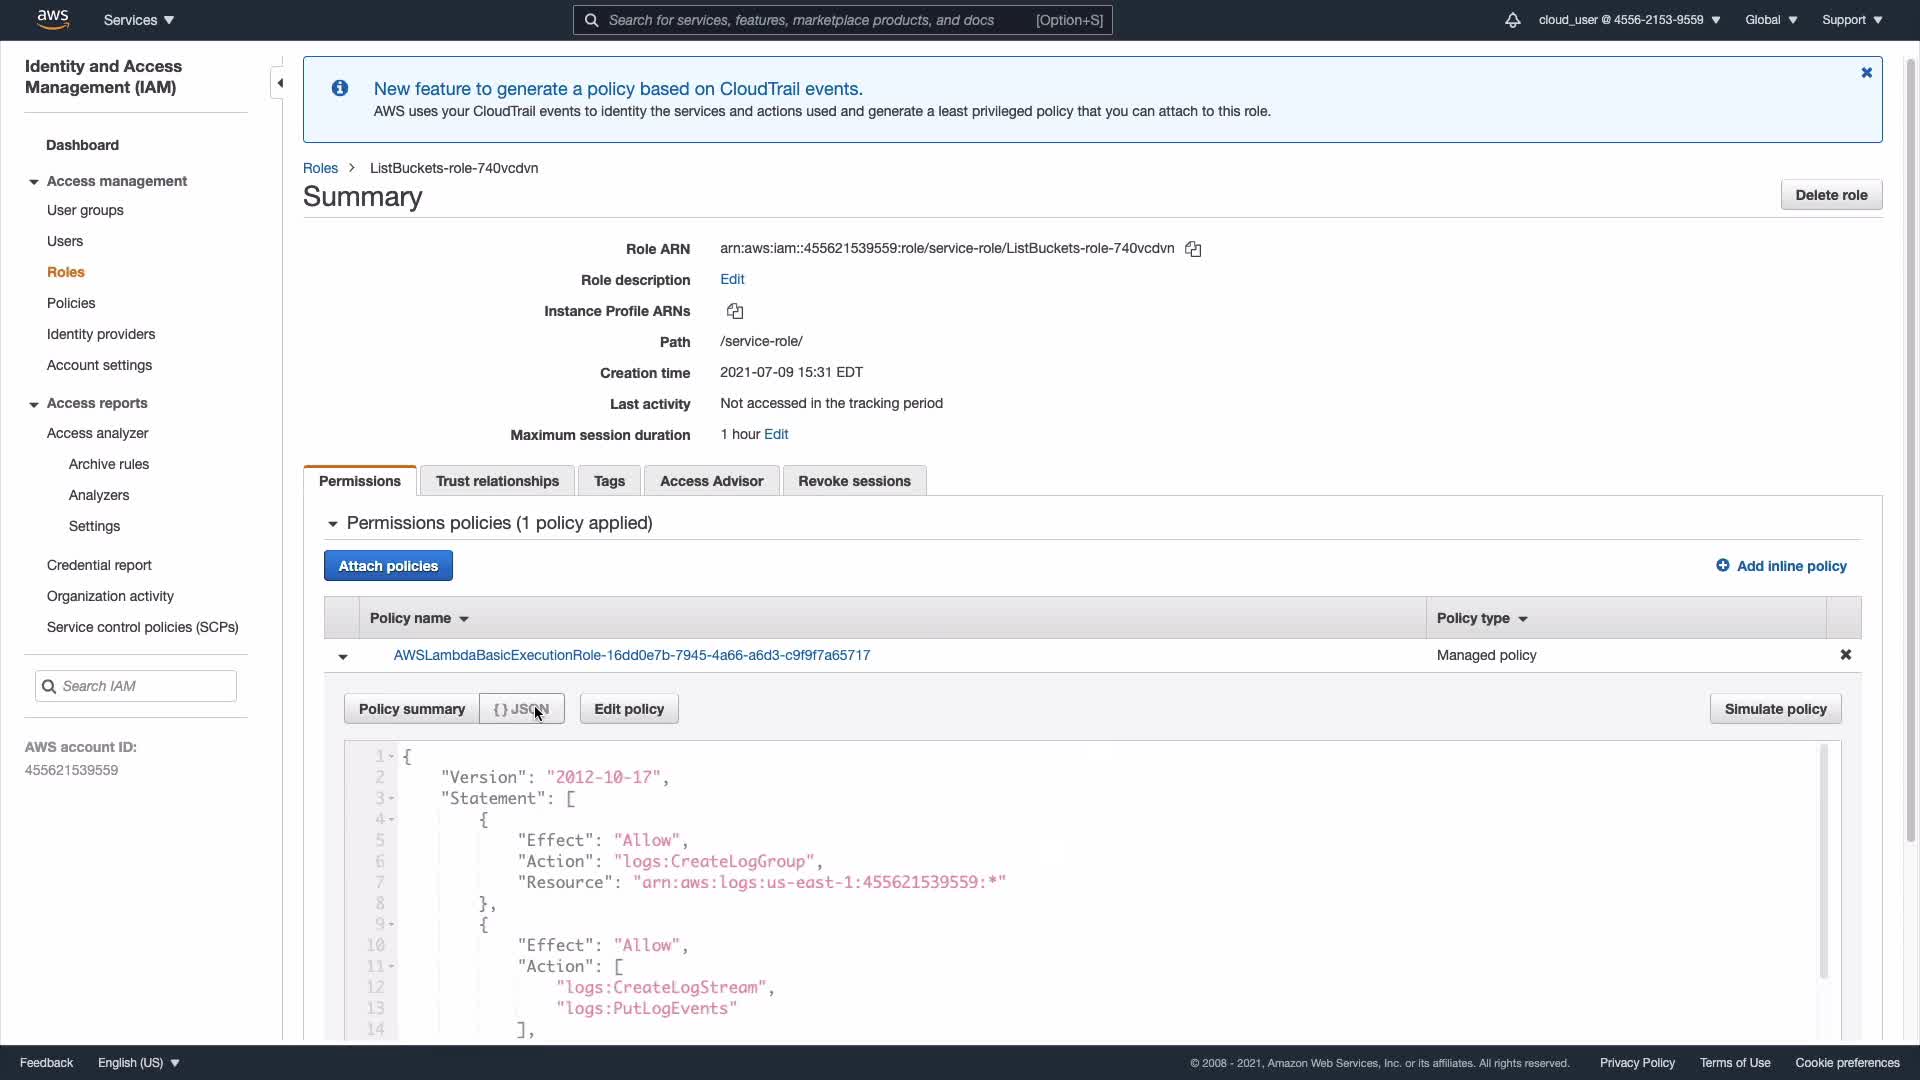 aws
Services
Search for services, features, marketplace products, and docs
[Option+S]
cloud_user @ 4556-2153-9559
Global
Support
Identity and Access
Management (IAM)
Dashboard
Access management
User groups
Users
Roles
Policies
Identity providers
Account settings
Access reports
Access analyzer
Archive rules
Analyzers
Settings
Credential report
Organization activity
Service control policies (SCPs)
Search IAM
AWS account ID:
455621539559
New feature to generate a policy based on CloudTrail events.
AWS uses your CloudTrail events to identify the services and actions used and generate a least privileged policy that you can attach to this role.
Roles > ListBuckets-role-740vcdvn
Summary
Delete role
Role ARN arn:aws:iam::455621539559:role/service-role/ListBuckets-role-740vcdvn
Role description Edit
Instance Profile ARNs
Path /service-role/
Creation time 2021-07-09 15:31 EDT
Last activity Not accessed in the tracking period
Maximum session duration 1 hour Edit
Permissions
Trust relationships
Tags
Access Advisor
Revoke sessions
Permissions policies (1 policy applied)
Attach policies
Add inline policy
Policy name
Policy type
AWSLambdaBasicExecutionRole-16dd0e7b-7945-4a66-a6d3-c9f9f7a65717
Managed policy
Policy summary
{ } JSON
Edit policy
Simulate policy
1 {
2 "Version": "2012-10-17",
3 "Statement": [
4 {
5 "Effect": "Allow",
6 "Action": "logs:CreateLogGroup",
7 "Resource": "arn:aws:logs:us-east-1:455621539559:*"
8 },
9 {
10 "Effect": "Allow",
11 "Action": [
12 "logs:CreateLogStream",
13 "logs:PutLogEvents"
14 ],
Feedback
English (US)
© 2008 - 2021, Amazon Web Services, Inc. or its affiliates. All rights reserved.
Privacy Policy
Terms of Use
Cookie preferences